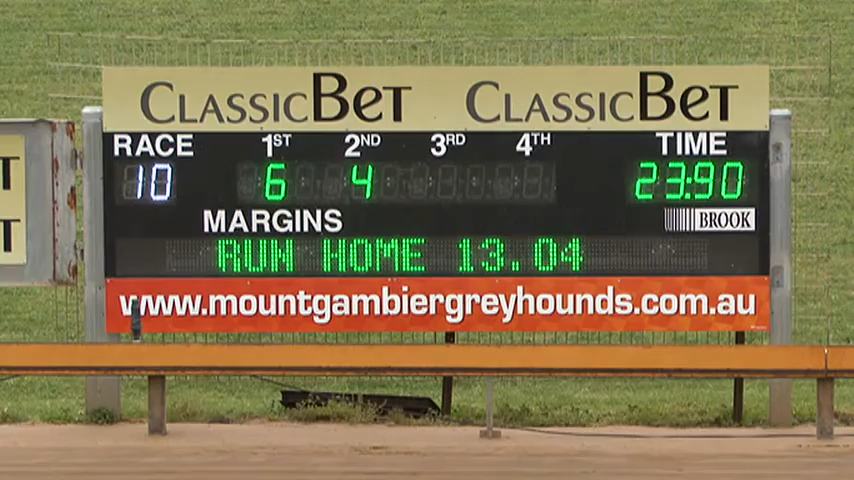 CLASSICBET CLASSICBET
RACE 1ST 2ND 3RD 4TH TIME
10 6 4 23:90
MARGINS BROOK
RUN HOME 13.04
www.mountgambiergreyhounds.com.au